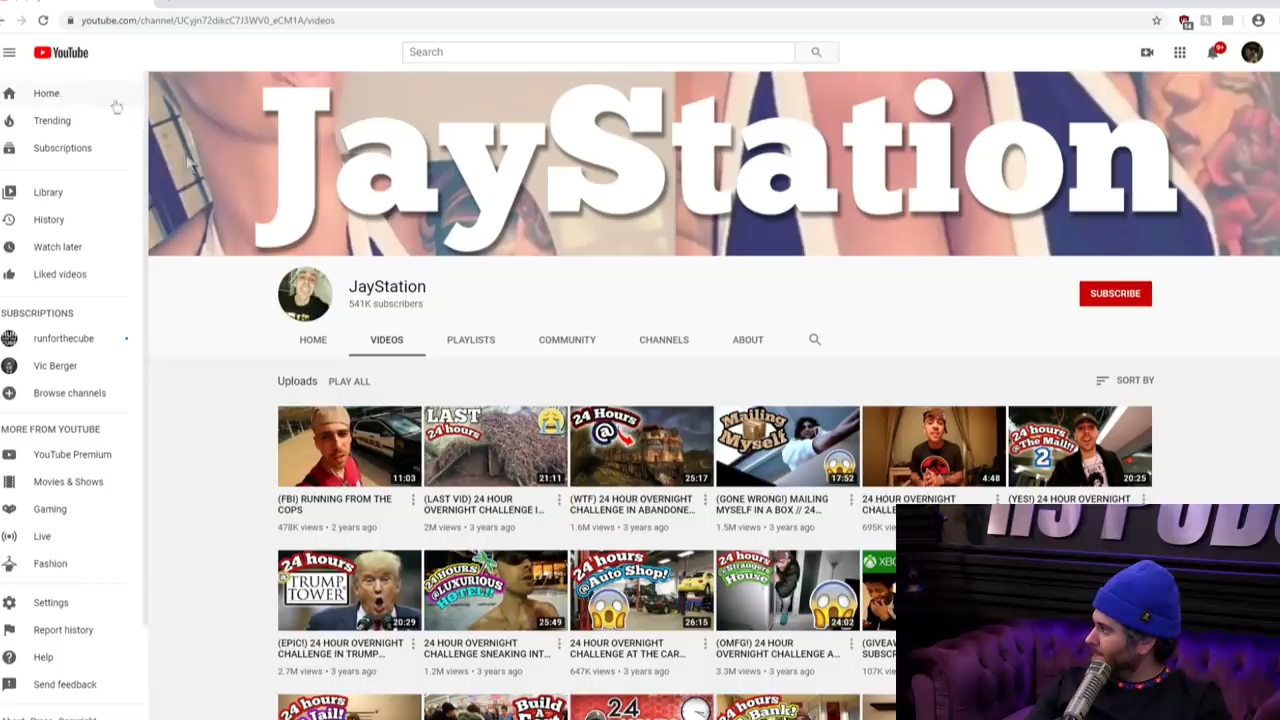 youtube.com/channel/UCyjn72dikcC7J3WV0_eCM1A/videos
14
YouTube
Search
9+
Home
Trending
Subscriptions
Library
History
Watch later
Liked videos
SUBSCRIPTIONS
runforthecube
Vic Berger
Browse channels
MORE FROM YOUTUBE
YouTube Premium
Movies & Shows
Gaming
Live
Fashion
Settings
Report history
Help
Send feedback
JayStation
JayStation
541K subscribers
SUBSCRIBE
HOME VIDEOS PLAYLISTS COMMUNITY CHANNELS ABOUT
Uploads PLAY ALL SORT BY
11:03
LAST
24 hours
21:11
24 Hours
@
25:17
Mailing
Myself
17:52
4:48
24 hours
@The Mall!!
2
20:25
(FBI) RUNNING FROM THE
COPS
478K views • 2 years ago
(LAST VID) 24 HOUR
OVERNIGHT CHALLENGE I...
2M views • 3 years ago
(WTF) 24 HOUR OVERNIGHT
CHALLENGE IN ABANDONE...
1.6M views • 3 years ago
(GONE WRONG!) MAILING
MYSELF IN A BOX // 24...
1.5M views • 3 years ago
24 HOUR OVERNIGHT
695K
(YES!) 24 HOUR OVERNIGHT
24 hours
@
TRUMP
TOWER
20:29
24 HOURS
@LUXURIOUS
HOTEL!!
25:49
24 hours
@Auto Shop!
26:15
24 hours
@Strangers
House
24:02
XBO
(EPIC!) 24 HOUR OVERNIGHT
CHALLENGE IN TRUMP...
2.7M views • 3 years ago
24 HOUR OVERNIGHT
CHALLENGE SNEAKING INT...
1.2M views • 3 years ago
24 HOUR OVERNIGHT
CHALLENGE AT THE CAR...
647K views • 3 years ago
(OMFG!) 24 HOUR
OVERNIGHT CHALLENGE A...
3.3M views • 3 years ago
(GIVEA
SUBSC
107K
24 hours
Jail!
Build
24
24 hours
Bank!